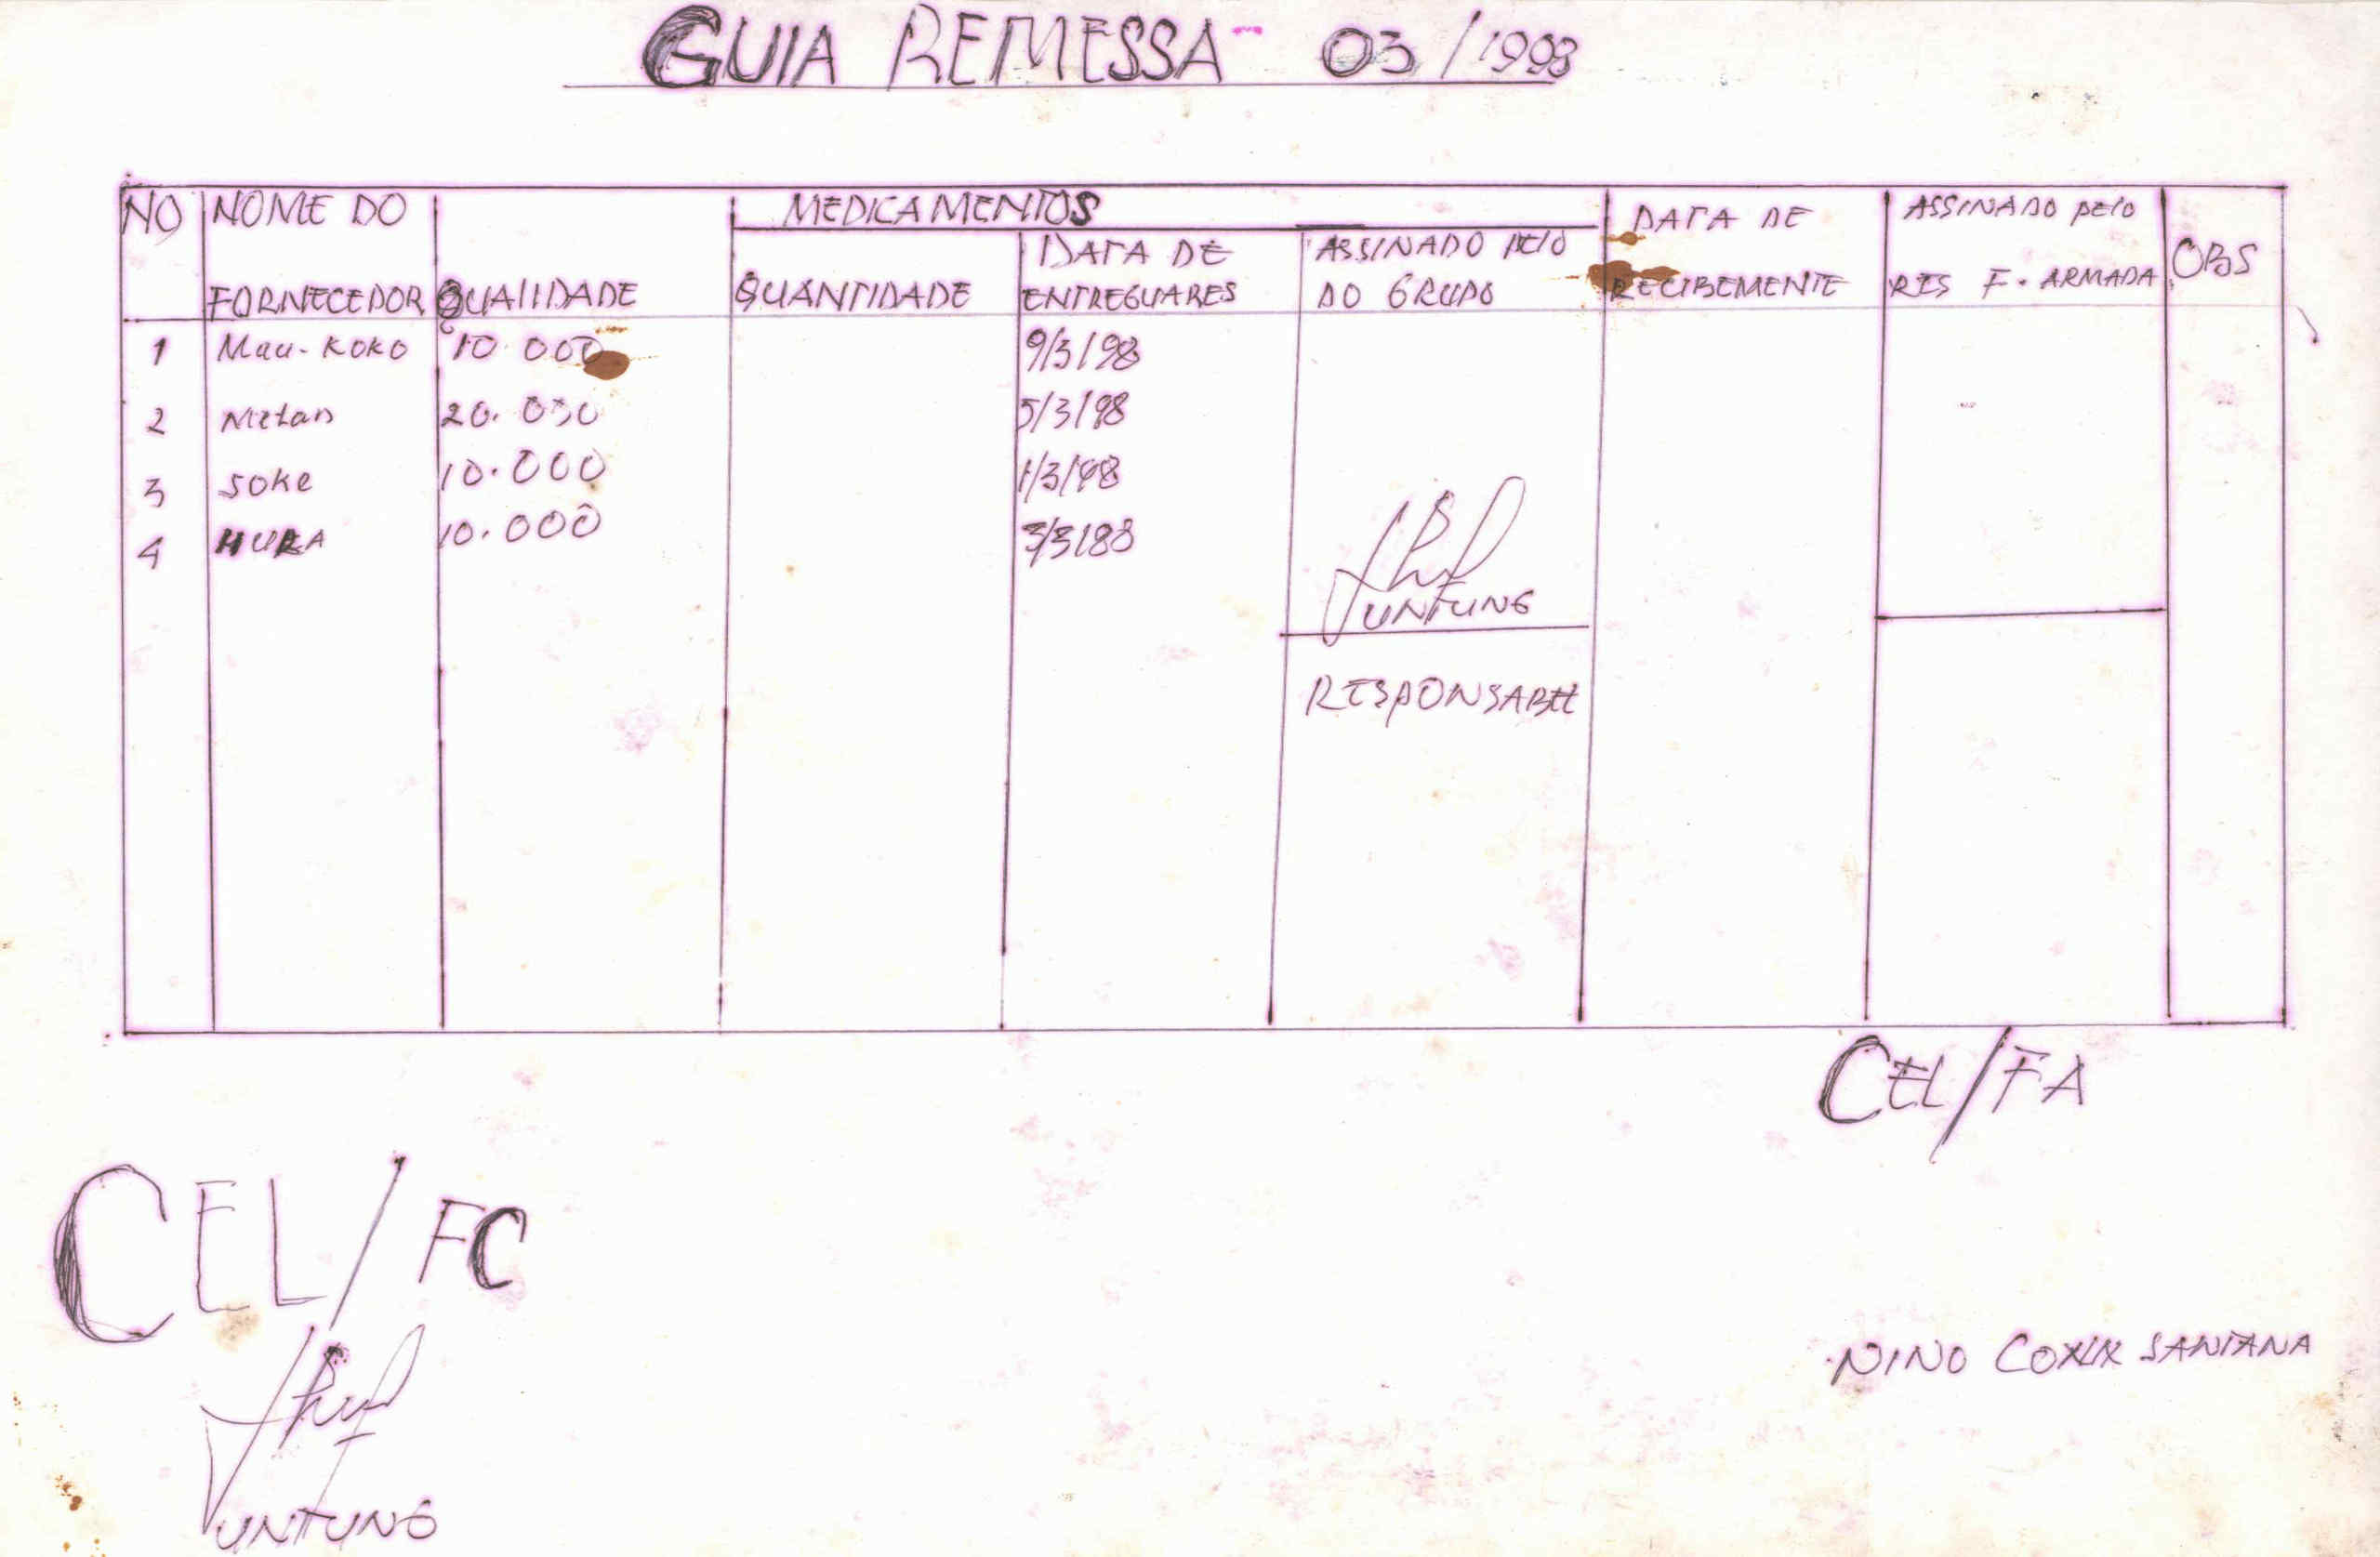 GUIA REMESSA 03/1998
NO NOME DO FORNECEDOR QUALIDADE MEDICAMENTOS DATA DE RECIBEMENTE ASSINADO PELO RES F. ARMADA OBS
QUANTIDADE DATA DE ENTREGUARES ASSINADO PELO DO GRUPO
1 Mau-Koko 10.000 9/3/98
2 Metan 20.000 5/3/98
3 Soke 10.000 1/3/98
4 HURA 10.000 3/3/98
UNTUNG
RESPONSABEL
CEL/FA
CEL/FC
NINO SANTANA
UNTUNG